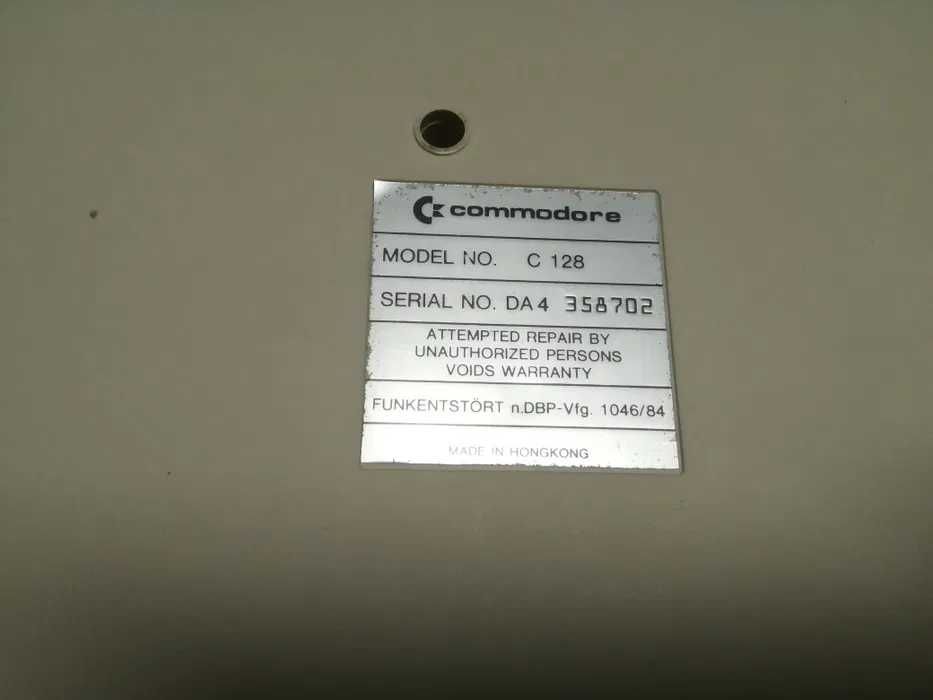 commodore
MODEL NO. C 128
SERIAL NO. DA4 358702
ATTEMPTED REPAIR BY
UNAUTHORIZED PERSONS
VOIDS WARRANTY
FUNKENTSTÖRT n.DBP-Vfg. 1046/84
MADE IN HONGKONG